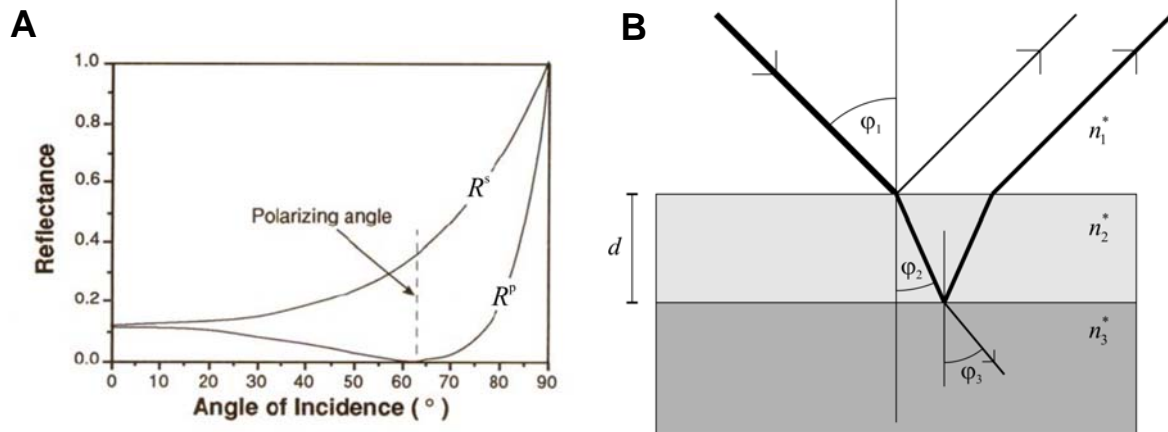 A
1.0
0.8
0.6
0.4
0.2
0.0
Reflectance
Polarizing angle
R^s
R^p
0 10 20 30 40 50 60 70 80 90
Angle of Incidence (°)
B
φ₁
n₁*
d
n₂*
φ₂
n₃*
φ₃